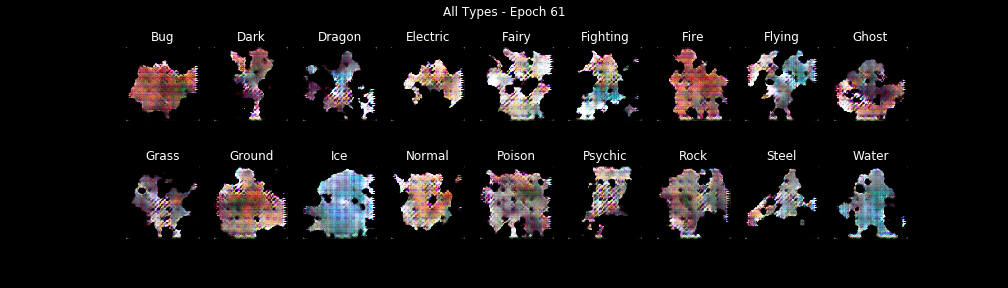 All Types - Epoch 61
Bug Dark Dragon Electric Fairy Fighting Fire Flying Ghost
Grass Ground Ice Normal Poison Psychic Rock Steel Water